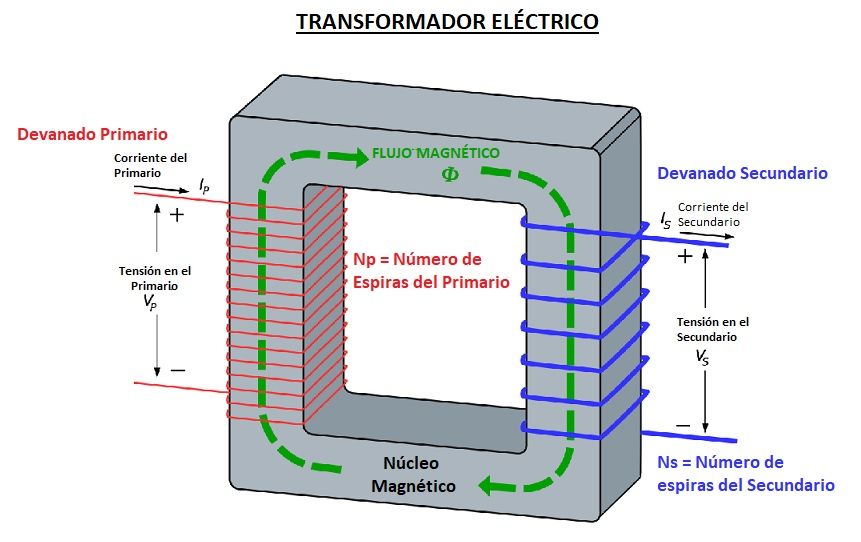 TRANSFORMADOR ELÉCTRICO
Devanado Primario
Corriente del
Primario
I_P
+
Tensión en el
Primario
V_P
−
FLUJO MAGNÉTICO
Φ
Np = Número de
Espiras del Primario
Núcleo
Magnético
Devanado Secundario
Corriente del
Secundario
I_S
+
Tensión en el
Secundario
V_S
−
Ns = Número de
espiras del Secundario